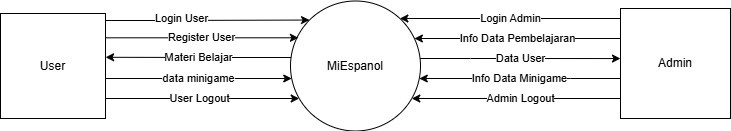 Login User
Login Admin
Register User
Info Data Pembelajaran
Materi Belajar
Data User
User
MiEspanol
Admin
data minigame
Info Data Minigame
User Logout
Admin Logout